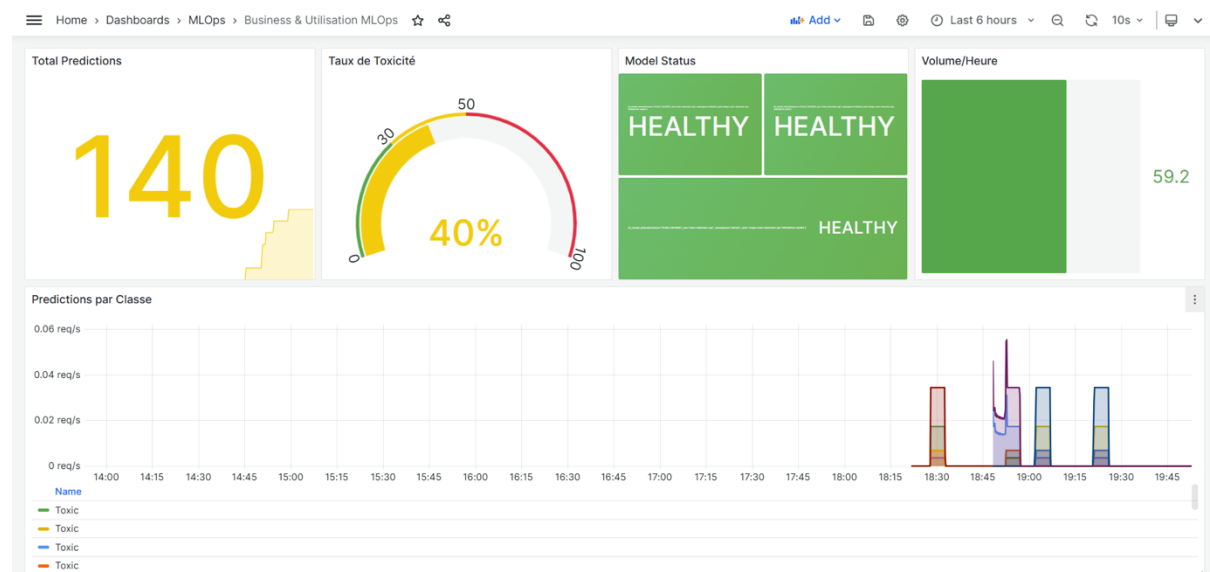 Home › Dashboards › MLOps › Business & Utilisation MLOps
Add
Last 6 hours
10s
Total Predictions
Taux de Toxicité
Model Status
Volume/Heure
140
0
30
50
100
40%
HEALTHY
HEALTHY
HEALTHY
59.2
Predictions par Classe
0.06 req/s
0.04 req/s
0.02 req/s
0 req/s
14:00 14:15 14:30 14:45 15:00 15:15 15:30 15:45 16:00 16:15 16:30 16:45 17:00 17:15 17:30 17:45 18:00 18:15 18:30 18:45 19:00 19:15 19:30 19:45
Name
Toxic
Toxic
Toxic
Toxic